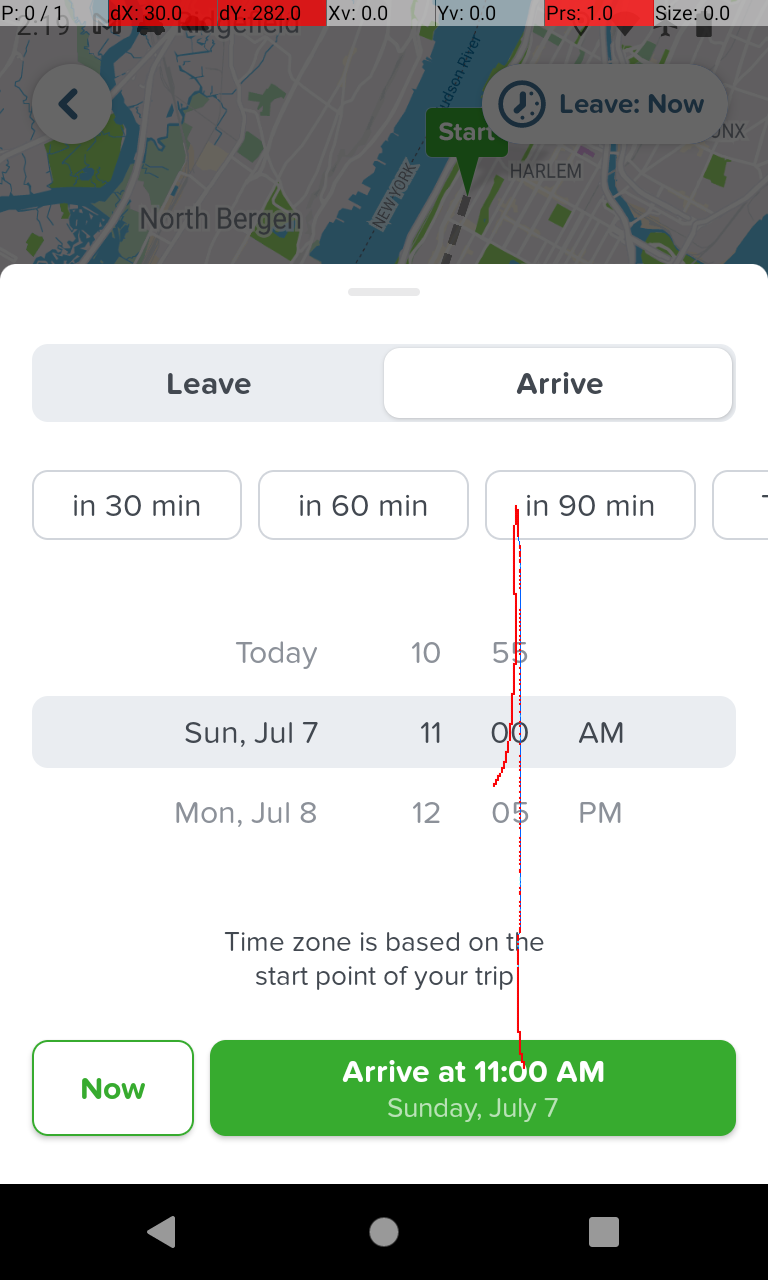 P: 0 / 1 dX: 30.0 dY: 282.0 Xv: 0.0 Yv: 0.0 Prs: 1.0 Size: 0.0
2:19 Ridgefield
Hudson River
Leave: Now
Start
HARLEM
NEW YORK
North Bergen
Leave Arrive
in 30 min in 60 min in 90 min
Today 10 55
Sun, Jul 7 11 00 AM
Mon, Jul 8 12 05 PM
Time zone is based on the
start point of your trip
Now
Arrive at 11:00 AM
Sunday, July 7